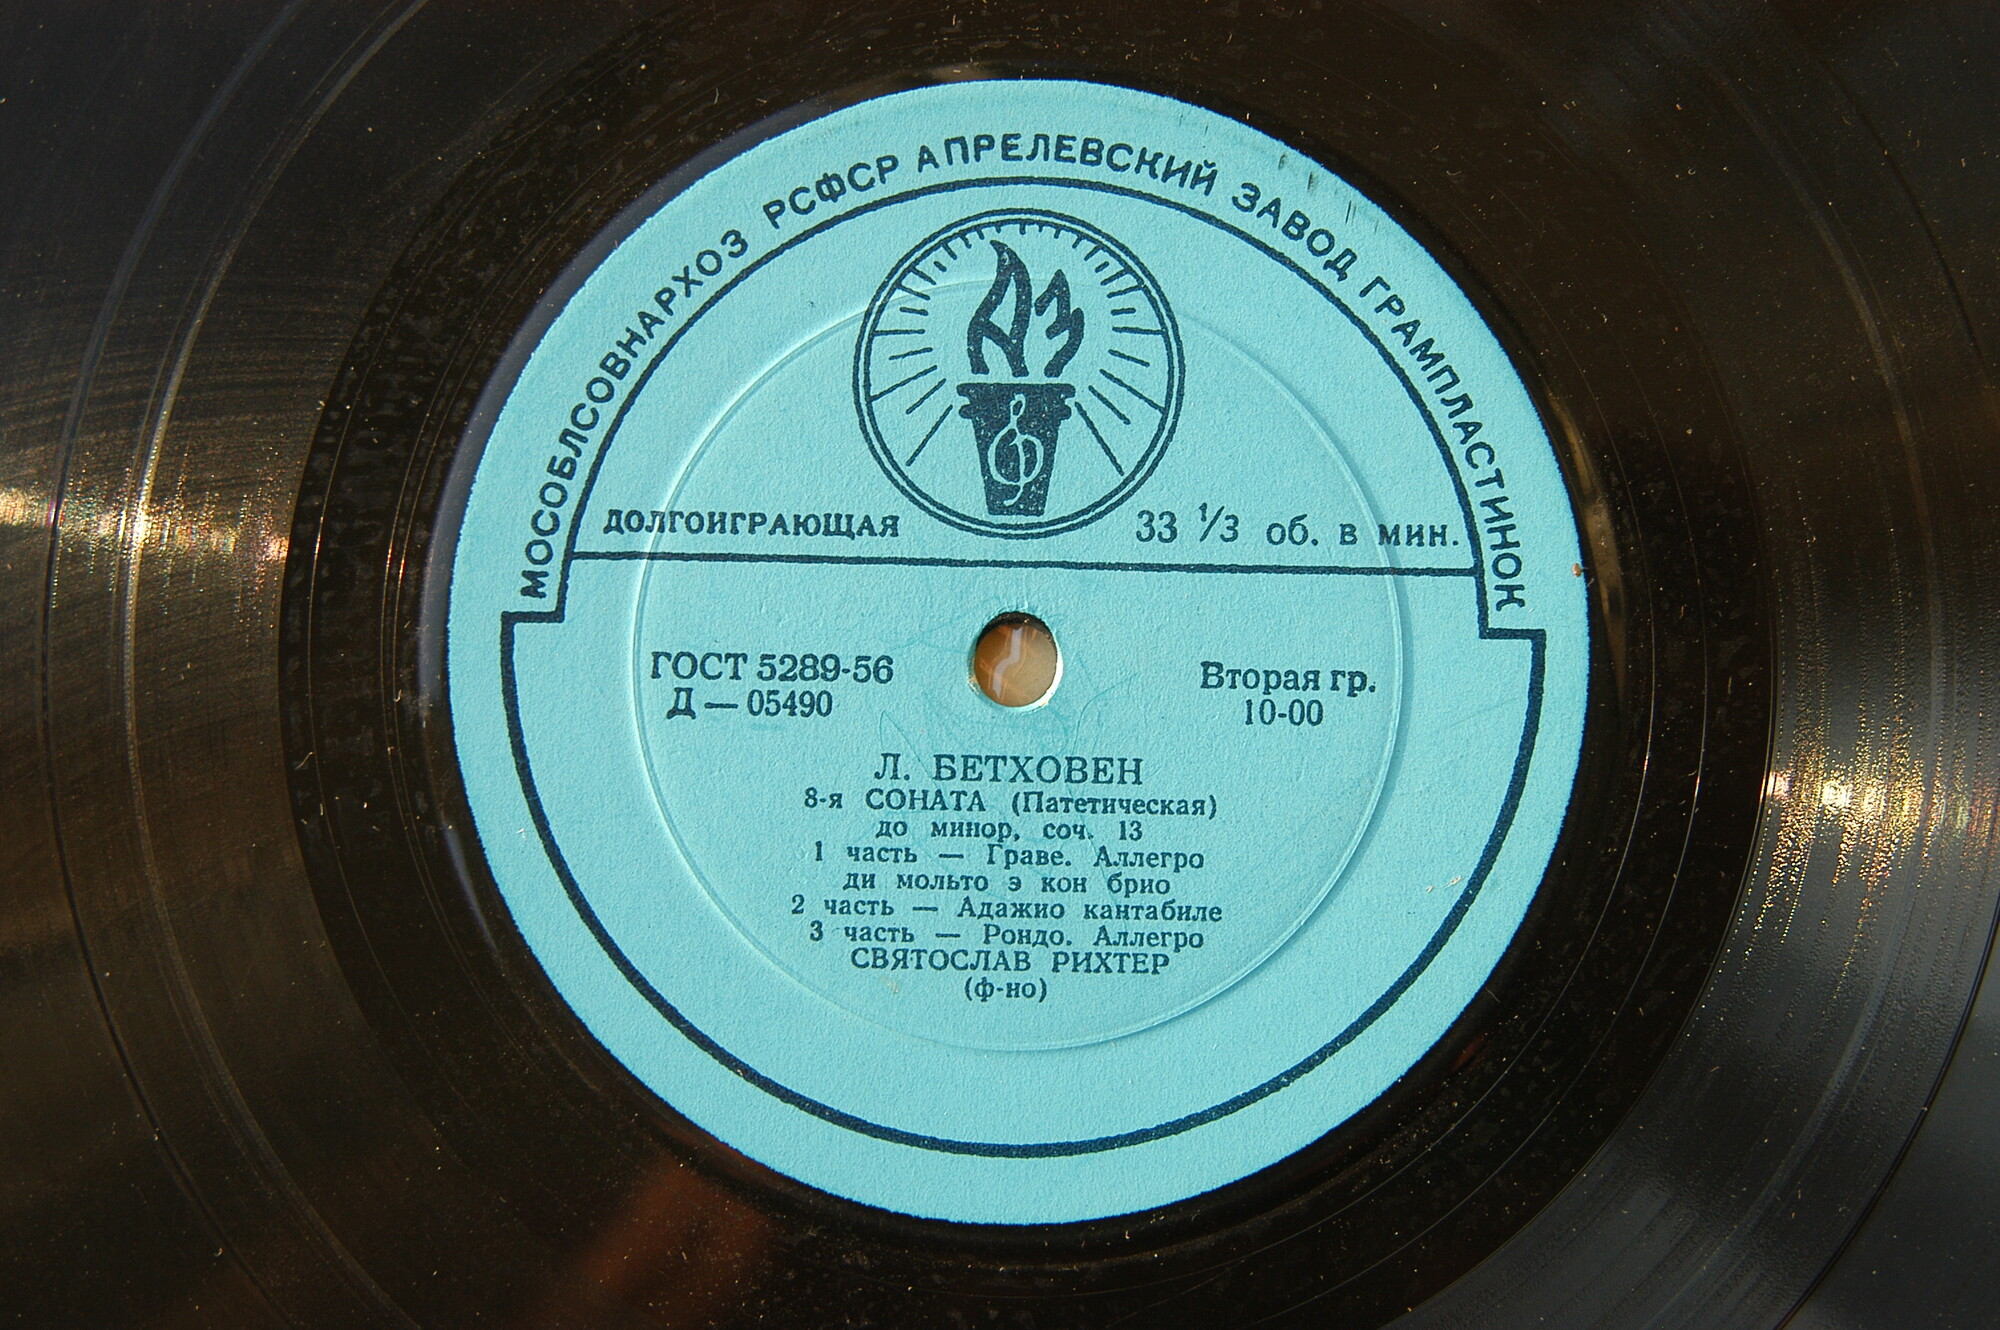 МОСОБЛСОВНАРХОЗ РСФСР АПРЕЛЕВСКИЙ ЗАВОД ГРАМПЛАСТИНОК
АЗ
ДОЛГОИГРАЮЩАЯ
33 1/3 об. в мин.
ГОСТ 5289-56
Д — 05490
Вторая гр.
10-00
Л. БЕТХОВЕН
8-я СОНАТА (Патетическая)
до минор, соч. 13
1 часть — Граве. Аллегро
ди мольто э кон брио
2 часть — Адажио кантабиле
3 часть — Рондо. Аллегро
СВЯТОСЛАВ РИХТЕР
(ф-но)